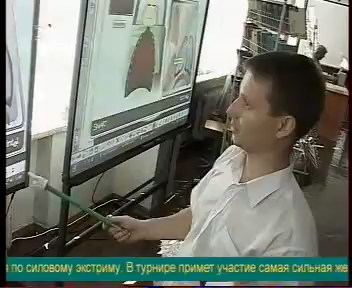 я по силовому экстриму. В турнире примет участие самая сильная же